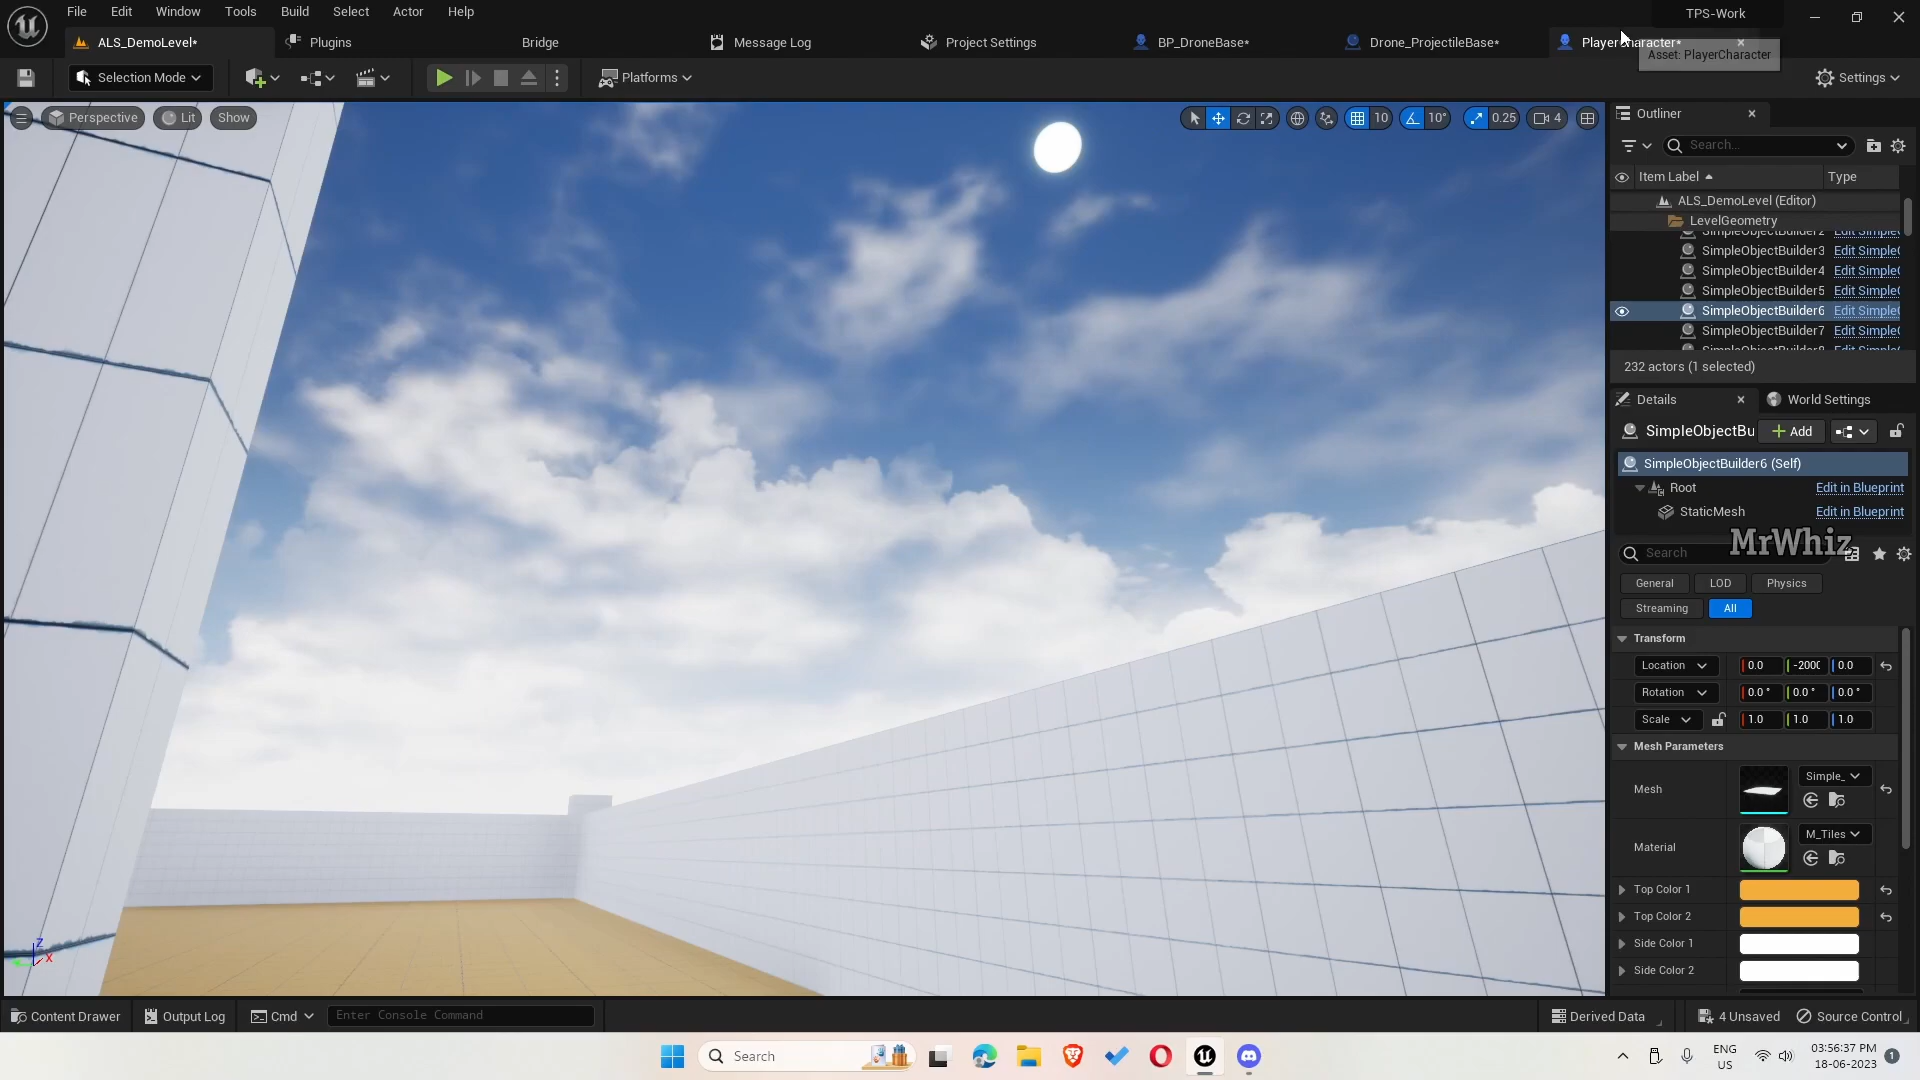 File Edit Window Tools Build Select Actor Help TPS-Work
ALS_DemoLevel* Plugins Bridge Message Log Project Settings BP_DroneBase* Drone_ProjectileBase* PlayerCharacter*
Asset: PlayerCharacter
Selection Mode Platforms Settings
Perspective Lit Show 10 10° 0.25 4
Outliner
Search...
Item Label Type
ALS_DemoLevel (Editor)
LevelGeometry
SimpleObjectBuilder2 Edit Simple
SimpleObjectBuilder3 Edit Simple
SimpleObjectBuilder4 Edit Simple
SimpleObjectBuilder5 Edit Simple
SimpleObjectBuilder6 Edit Simple
SimpleObjectBuilder7 Edit Simple
232 actors (1 selected)
Details World Settings
SimpleObjectBu Add
SimpleObjectBuilder6 (Self)
Root Edit in Blueprint
StaticMesh Edit in Blueprint
MrWhiz
Search
General LOD Physics
Streaming All
Transform
Location 0.0 -2000 0.0
Rotation 0.0° 0.0° 0.0°
Scale 1.0 1.0 1.0
Mesh Parameters
Mesh Simple_
Material M_Tiles
Top Color 1
Top Color 2
Side Color 1
Side Color 2
Z
X
Content Drawer Output Log Cmd Enter Console Command Derived Data 4 Unsaved Source Control
Search ENG US 03:56:37 PM 18-06-2023 1